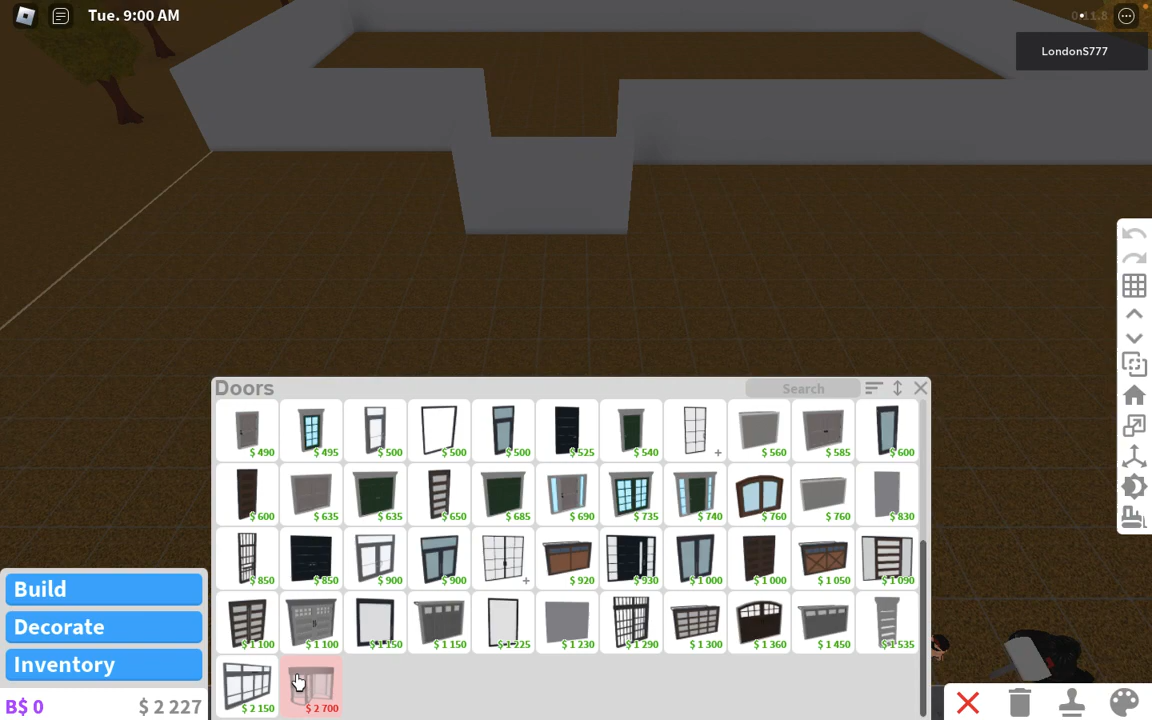 Tue. 9:00 AM
LondonS777
Doors
Search
$ 490 $ 495 $ 500 $ 500 $ 500 $ 525 $ 540 + $ 560 $ 585 $ 600
$ 600 $ 635 $ 635 $ 650 $ 685 $ 690 $ 735 $ 740 $ 760 $ 760 $ 830
$ 850 $ 850 $ 900 $ 900 + $ 920 $ 930 $ 1 000 $ 1 000 $ 1 050 $ 1 090
$ 1 100 $ 1 100 $ 1 150 $ 1 150 $ 1 225 $ 1 230 $ 1 290 $ 1 300 $ 1 360 $ 1 450 $ 1 535
$ 2 150 $ 2 700
Build
Decorate
Inventory
B$ 0 $ 2 227